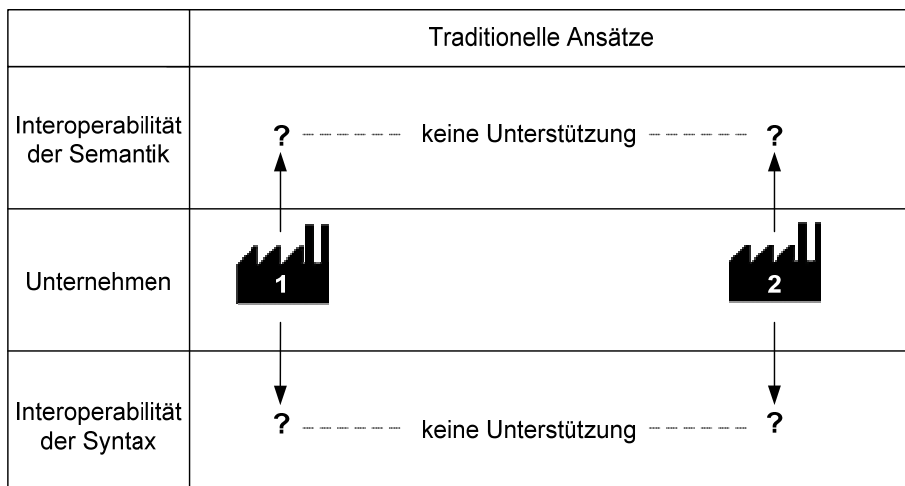 Traditionelle Ansätze
Interoperabilität
der Semantik
? keine Unterstützung ?
Unternehmen
1
2
Interoperabilität
der Syntax
? keine Unterstützung ?